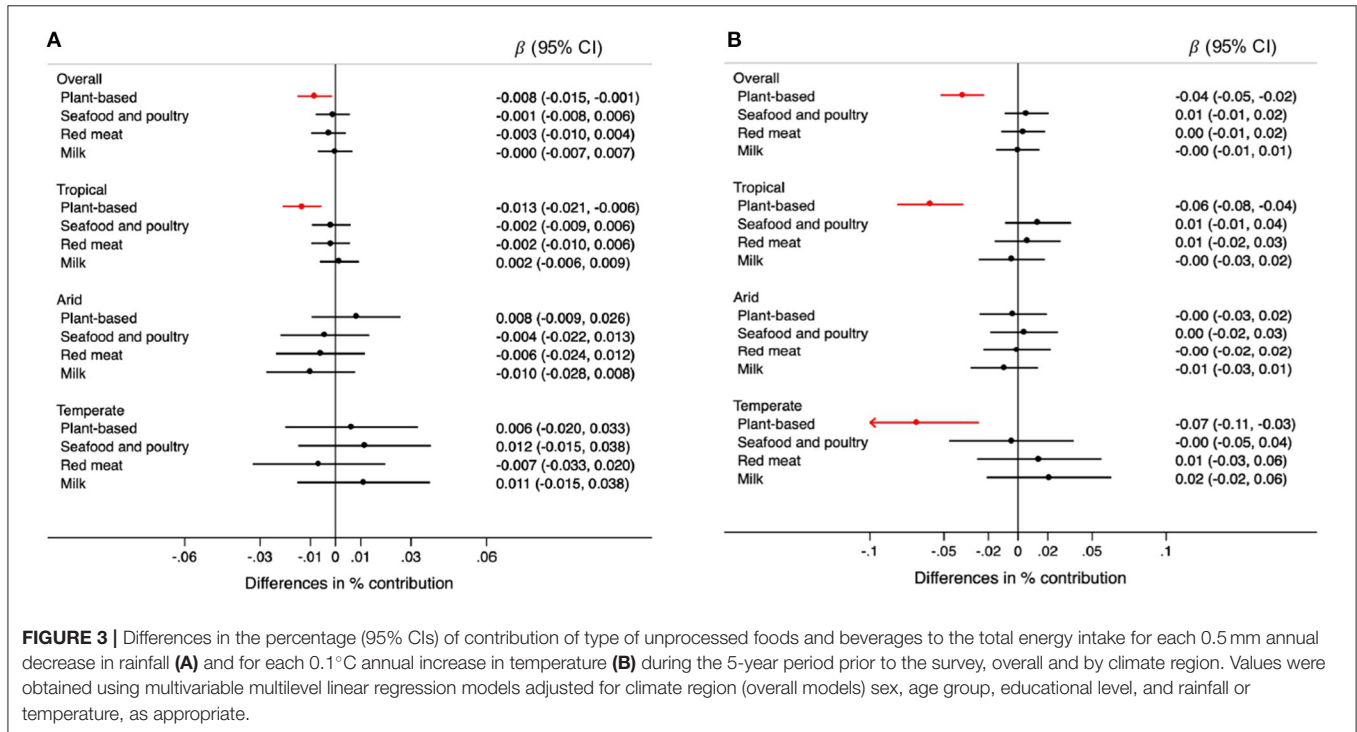 A
β (95% CI)
Overall
Plant-based -0.008 (-0.015, -0.001)
Seafood and poultry -0.001 (-0.008, 0.006)
Red meat -0.003 (-0.010, 0.004)
Milk -0.000 (-0.007, 0.007)
Tropical
Plant-based -0.013 (-0.021, -0.006)
Seafood and poultry -0.002 (-0.009, 0.006)
Red meat -0.002 (-0.010, 0.006)
Milk 0.002 (-0.006, 0.009)
Arid
Plant-based 0.008 (-0.009, 0.026)
Seafood and poultry -0.004 (-0.022, 0.013)
Red meat -0.006 (-0.024, 0.012)
Milk -0.010 (-0.028, 0.008)
Temperate
Plant-based 0.006 (-0.020, 0.033)
Seafood and poultry 0.012 (-0.015, 0.038)
Red meat -0.007 (-0.033, 0.020)
Milk 0.011 (-0.015, 0.038)
-.06 -.03 -.01 0 .01 .03 .06
Differences in % contribution
B
β (95% CI)
Overall
Plant-based -0.04 (-0.05, -0.02)
Seafood and poultry 0.01 (-0.01, 0.02)
Red meat 0.00 (-0.01, 0.02)
Milk -0.00 (-0.01, 0.01)
Tropical
Plant-based -0.06 (-0.08, -0.04)
Seafood and poultry 0.01 (-0.01, 0.04)
Red meat 0.01 (-0.02, 0.03)
Milk -0.00 (-0.03, 0.02)
Arid
Plant-based -0.00 (-0.03, 0.02)
Seafood and poultry 0.00 (-0.02, 0.03)
Red meat -0.00 (-0.02, 0.02)
Milk -0.01 (-0.03, 0.01)
Temperate
Plant-based -0.07 (-0.11, -0.03)
Seafood and poultry -0.00 (-0.05, 0.04)
Red meat 0.01 (-0.03, 0.06)
Milk 0.02 (-0.02, 0.06)
-.1 -.05 -.02 0 .02 .05 .1
Differences in % contribution
FIGURE 3 | Differences in the percentage (95% CIs) of contribution of type of unprocessed foods and beverages to the total energy intake for each 0.5 mm annual
decrease in rainfall (A) and for each 0.1°C annual increase in temperature (B) during the 5-year period prior to the survey, overall and by climate region. Values were
obtained using multivariable multilevel linear regression models adjusted for climate region (overall models) sex, age group, educational level, and rainfall or
temperature, as appropriate.